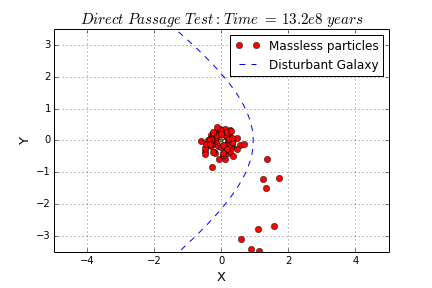 Direct Passage Test: Time = 13.2e8 years
Massless particles
Disturbant Galaxy
Y
3
2
1
0
−1
−2
−3
−4
−2
0
2
4
X